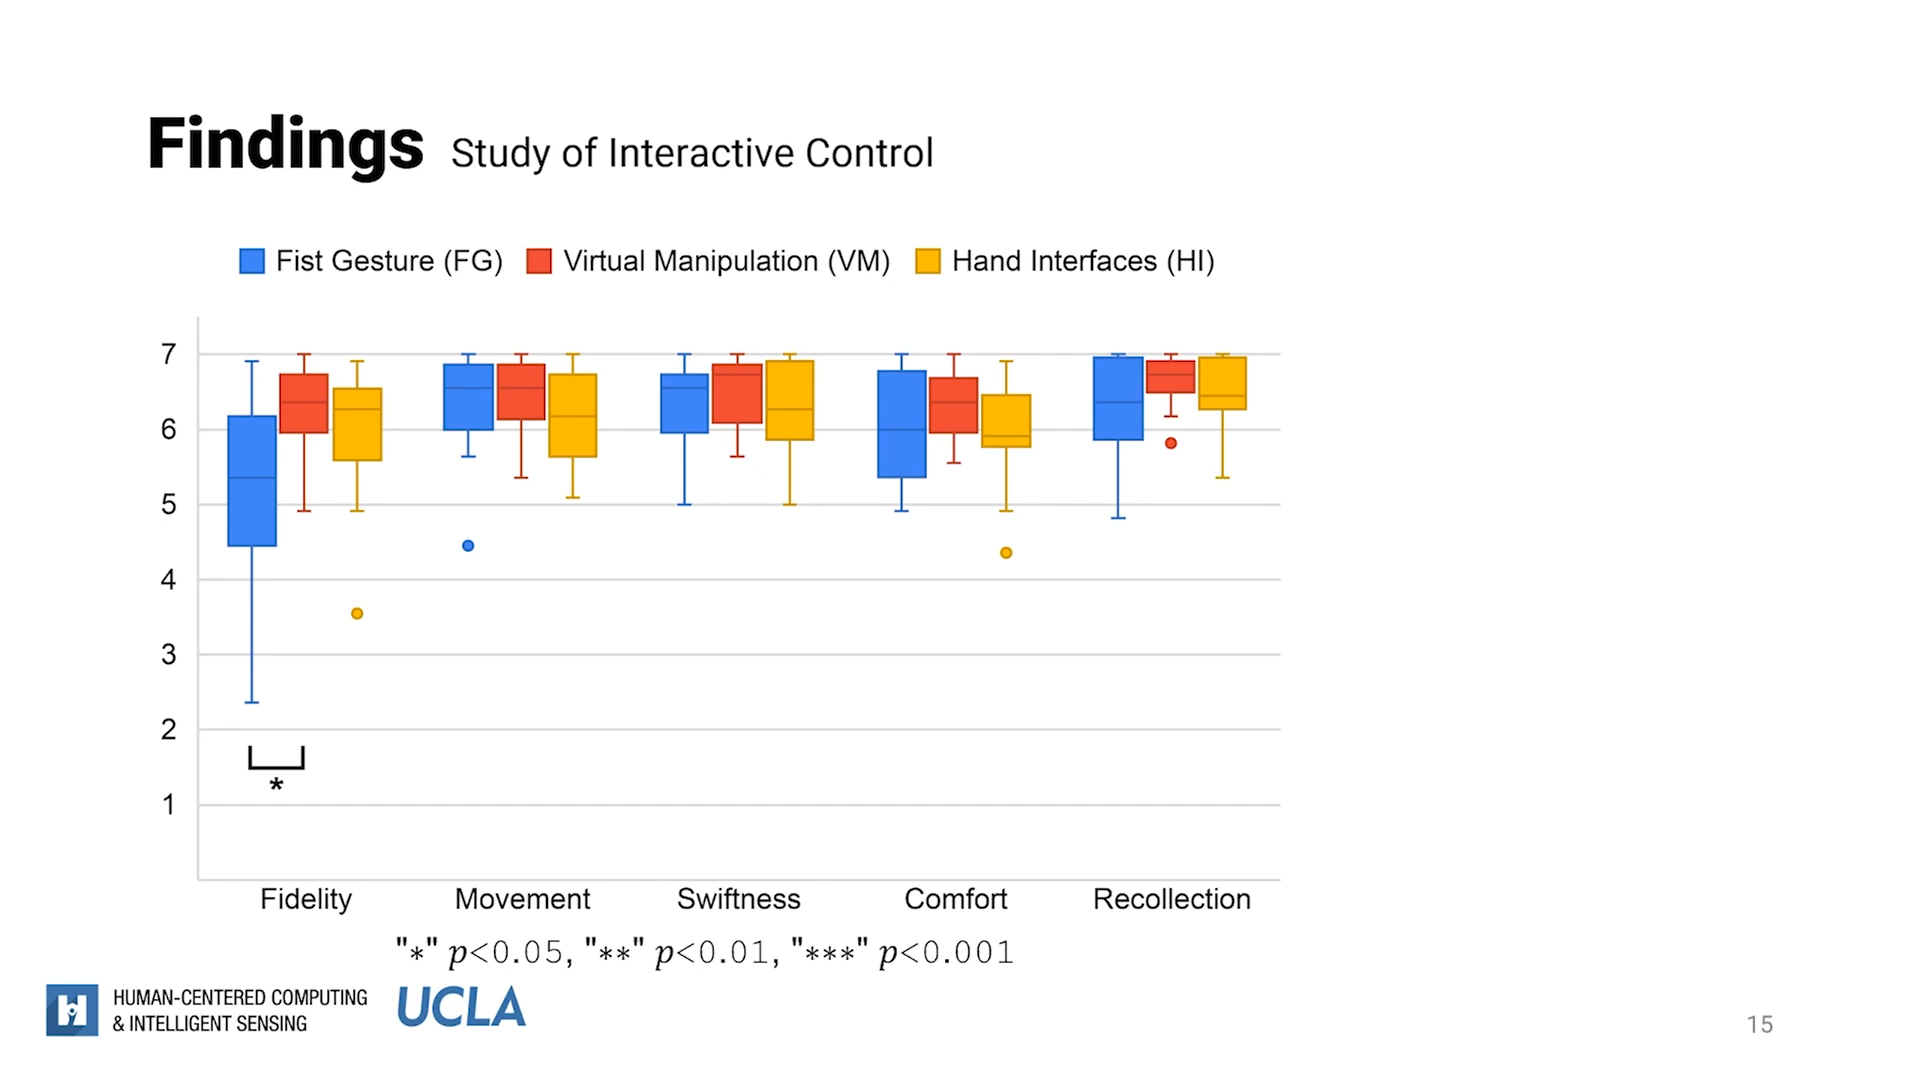 Findings Study of Interactive Control
Fist Gesture (FG) Virtual Manipulation (VM) Hand Interfaces (HI)
7
6
5
4
3
2
*
1
Fidelity Movement Swiftness Comfort Recollection
"*" p<0.05, "**" p<0.01, "***" p<0.001
H HUMAN-CENTERED COMPUTING
& INTELLIGENT SENSING
UCLA
15